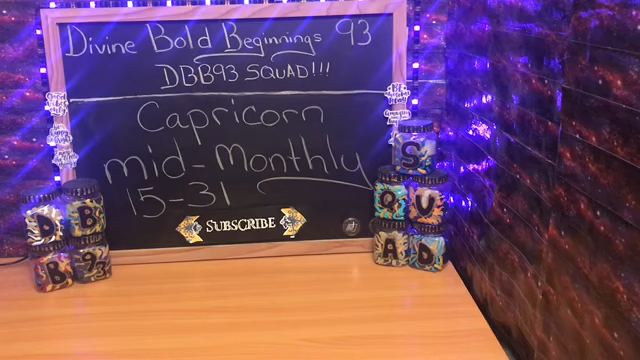 Divine Bold Beginnings 93
DBB93 SQUAD!!!
Capricorn
mid-Monthly
15-31
SUBSCRIBE
D B
B 93
S
Q U
A D